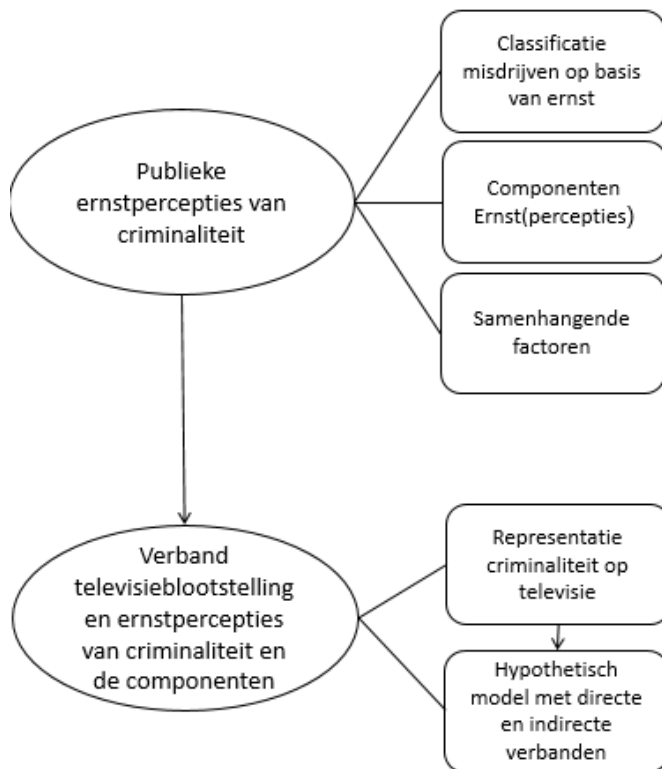 Classificatie
misdrijven op basis
van ernst
Publieke
ernstpercepties van
criminaliteit
Componenten
Ernst(percepties)
Samenhangende
factoren
Verband
televisieblootstelling
en ernstpercepties
van criminaliteit en
de componenten
Representatie
criminaliteit op
televisie
Hypothetisch
model met directe
en indirecte
verbanden